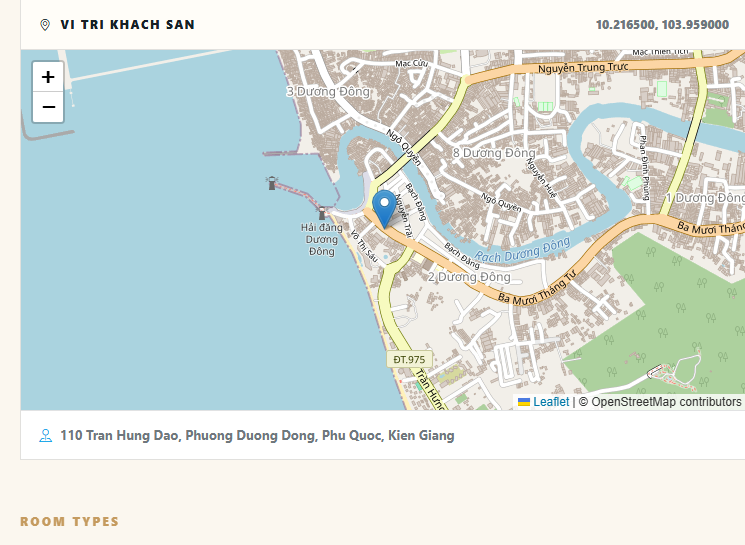 VI TRI KHACH SAN
10.216500, 103.959000
+
−
Mạc Thiên Tích
Mạc Cửu
Nguyễn Trung Trực
3 Dương Đông
Ngô Quyền
8 Dương Đông
Phan Đình Phùng
Nguyễn Huệ
Bạch Đằng
Nguyễn Trãi
Ngô Quyền
1 Dương Đông
Hải đăng
Dương
Đông
Võ Thị Sáu
Bạch Đằng
Rạch Dương Đông
Ba Mươi Tháng
2 Dương Đông
Ba Mươi Tháng Tư
ĐT.975
Trần Hưng
Leaflet | © OpenStreetMap contributors
110 Tran Hung Dao, Phuong Duong Dong, Phu Quoc, Kien Giang
ROOM TYPES